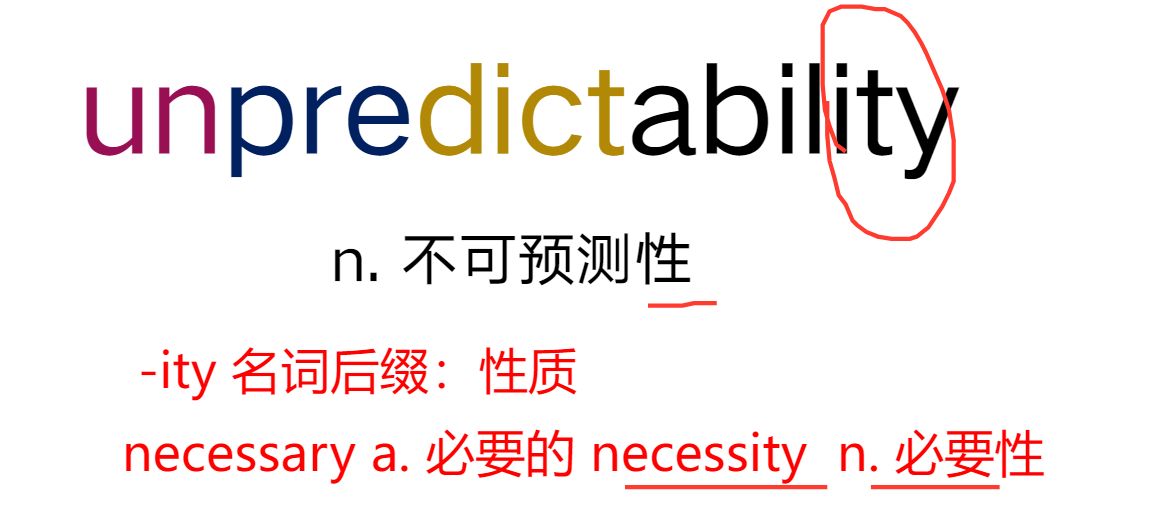 unpredictability
n. 不可预测性
-ity 名词后缀：性质
necessary a. 必要的 necessity n. 必要性